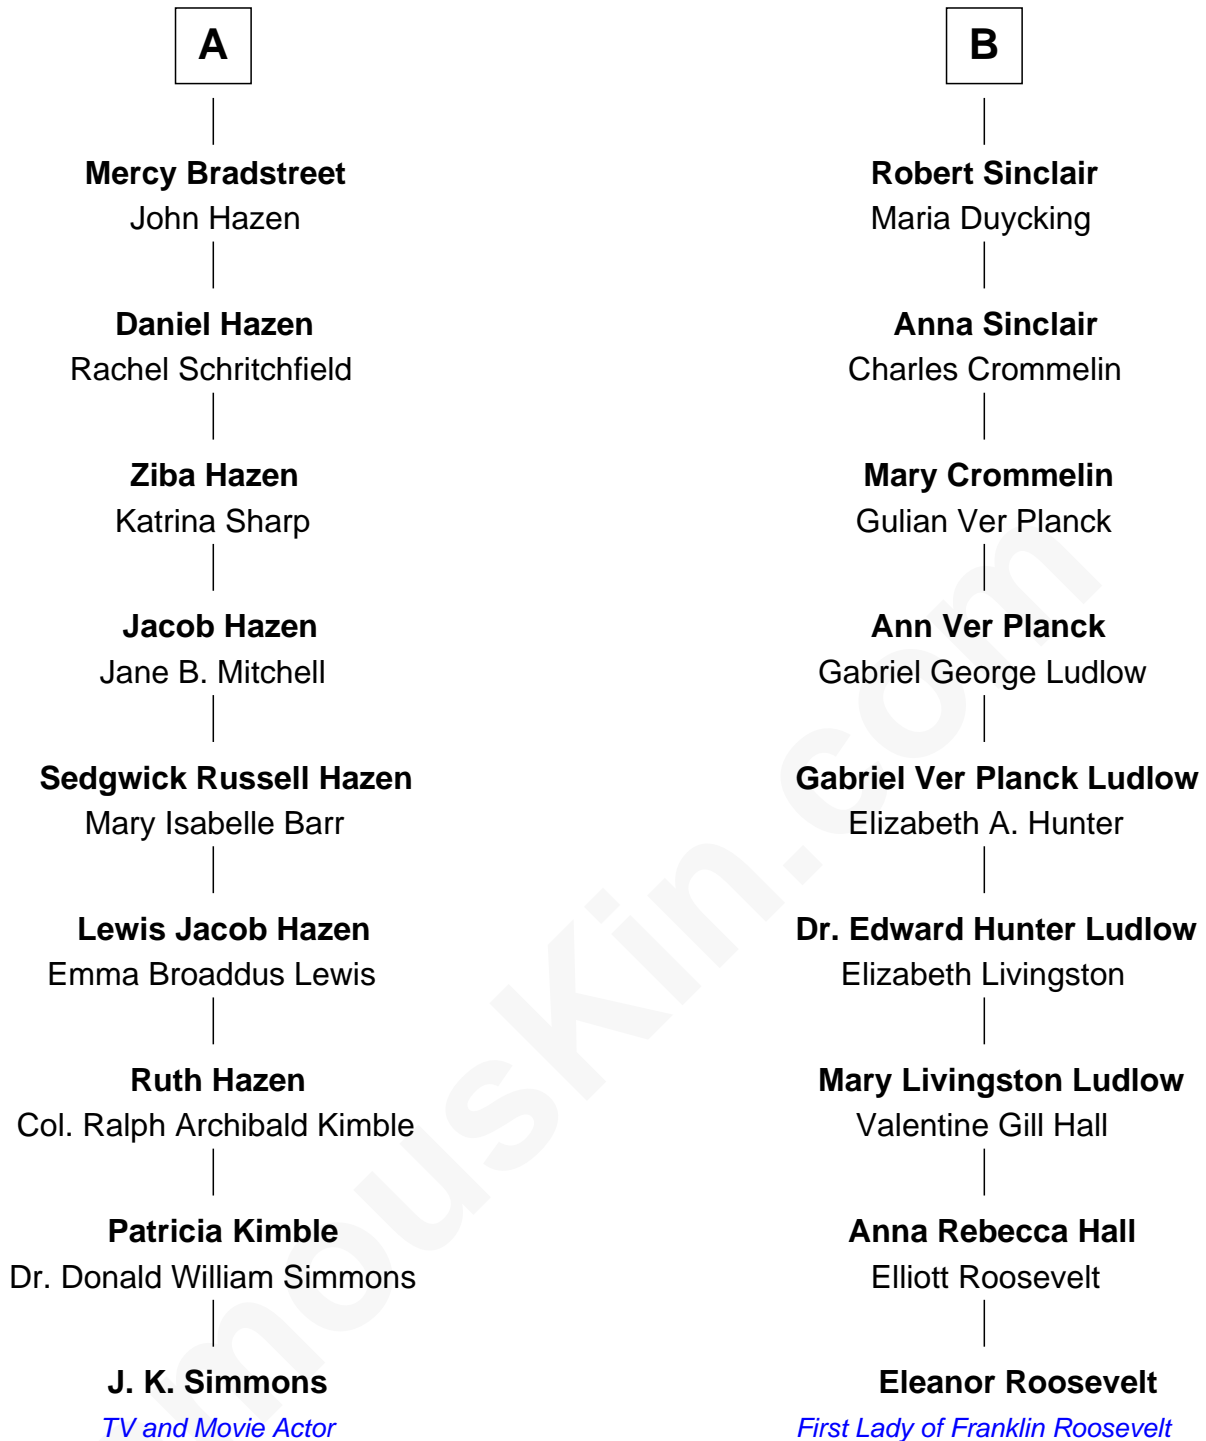 A
Mercy Bradstreet
John Hazen
Daniel Hazen
Rachel Schritchfield
Ziba Hazen
Katrina Sharp
Jacob Hazen
Jane B. Mitchell
Sedgwick Russell Hazen
Mary Isabelle Barr
Lewis Jacob Hazen
Emma Broaddus Lewis
Ruth Hazen
Col. Ralph Archibald Kimble
Patricia Kimble
Dr. Donald William Simmons
J. K. Simmons
TV and Movie Actor
B
Robert Sinclair
Maria Duycking
Anna Sinclair
Charles Crommelin
Mary Crommelin
Gulian Ver Planck
Ann Ver Planck
Gabriel George Ludlow
Gabriel Ver Planck Ludlow
Elizabeth A. Hunter
Dr. Edward Hunter Ludlow
Elizabeth Livingston
Mary Livingston Ludlow
Valentine Gill Hall
Anna Rebecca Hall
Elliott Roosevelt
Eleanor Roosevelt
First Lady of Franklin Roosevelt
mousKin.com